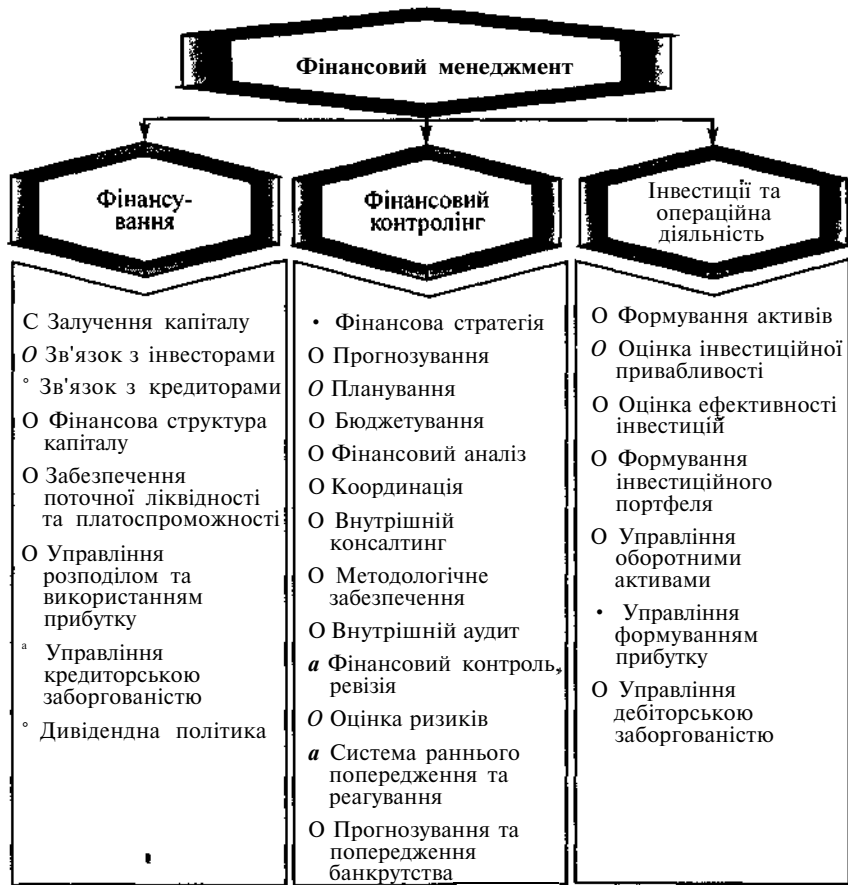 Фінансовий менеджмент
Фінансу-
вання
Фінансовий
контролінг
Інвестиції та
операційна
діяльність
С Залучення капіталу
О Зв'язок з інвесторами
° Зв'язок з кредиторами
О Фінансова структура
капіталу
О Забезпечення
поточної ліквідності
та платоспроможності
О Управління
розподілом та
використанням
прибутку
а Управління
кредиторською
заборгованістю
° Дивідендна політика
· Фінансова стратегія
О Прогнозування
О Планування
О Бюджетування
О Фінансовий аналіз
О Координація
О Внутрішній
консалтинг
О Методологічне
забезпечення
О Внутрішній аудит
а Фінансовий контроль,
ревізія
О Оцінка ризиків
а Система раннього
попередження та
реагування
О Прогнозування та
попередження
банкрутства
О Формування активів
О Оцінка інвестиційної
привабливості
О Оцінка ефективності
інвестицій
О Формування
інвестиційного
портфеля
О Управління
оборотними
активами
· Управління
формуванням
прибутку
О Управління
дебіторською
заборгованістю